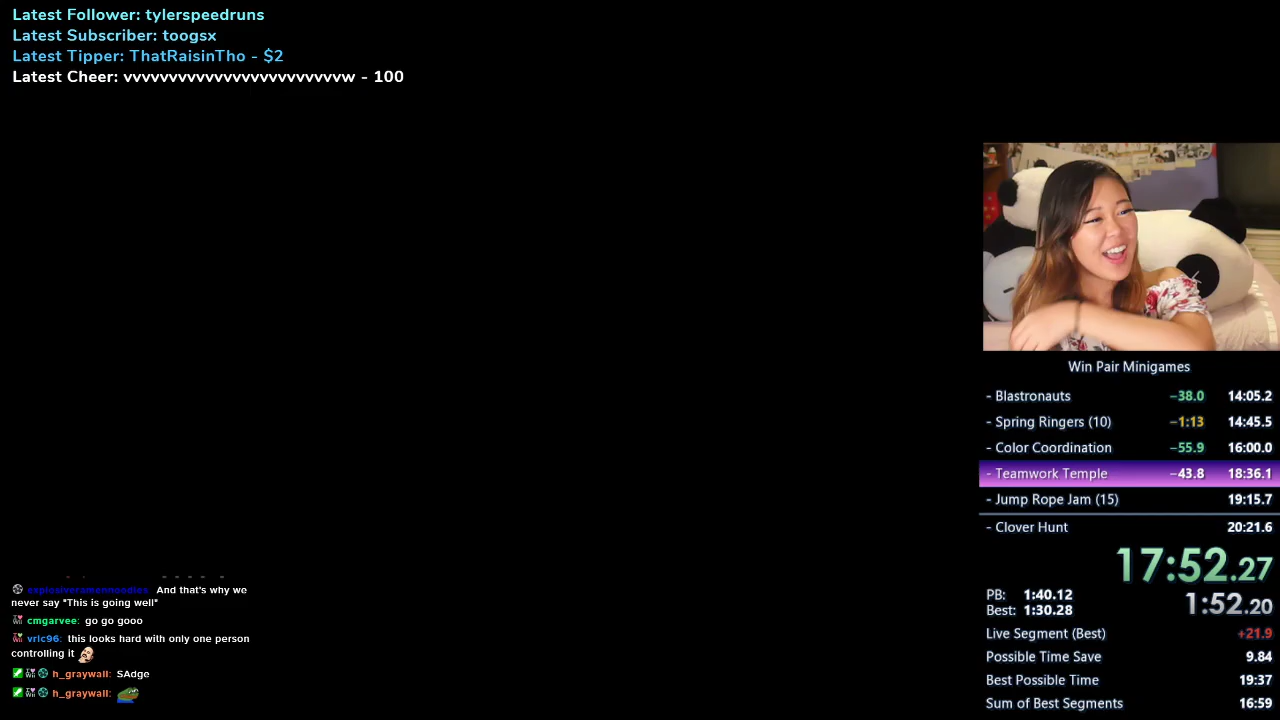 Latest Follower: tylerspeedruns
Latest Subscriber: toogsx
Latest Tipper: ThatRaisinTho - $2
Latest Cheer: vvvvvvvvvvvvvvvvvvvvvvvvw - 100
Win Pair Minigames
- Blastronauts −38.0 14:05.2
- Spring Ringers (10) −1:13 14:45.5
- Color Coordination −55.9 16:00.0
- Teamwork Temple −43.8 18:36.1
- Jump Rope Jam (15) 19:15.7
- Clover Hunt 20:21.6
17:52.27
PB: 1:40.12
Best: 1:30.28
1:52.20
Live Segment (Best) +21.9
Possible Time Save 9.84
Best Possible Time 19:37
Sum of Best Segments 16:59
And that's why we
never say "This is going well"
cmgarvee: go go gooo
vric96: this looks hard with only one person
controlling it
h_graywall: SAdge
h_graywall: